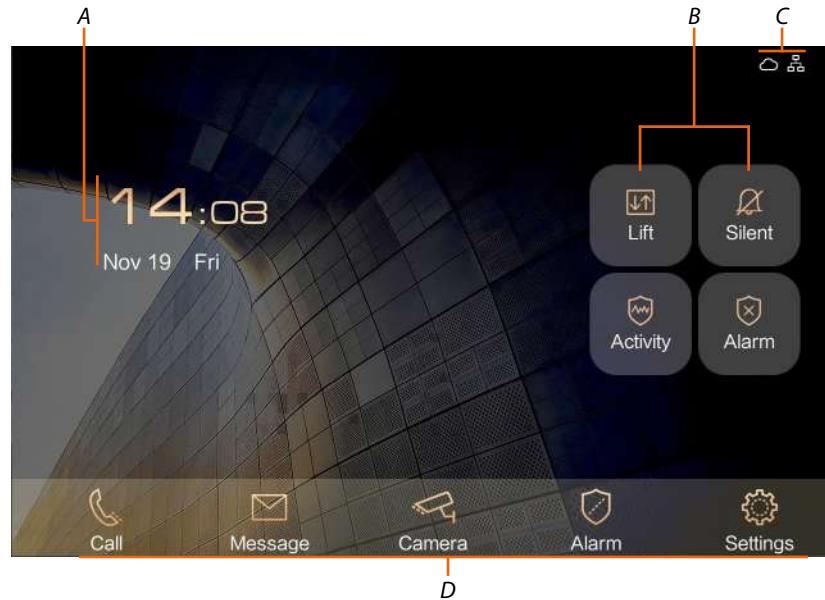 A B C
14:08
Nov 19 Fri
Lift Silent
Activity Alarm
Call Message Camera Alarm Settings
D